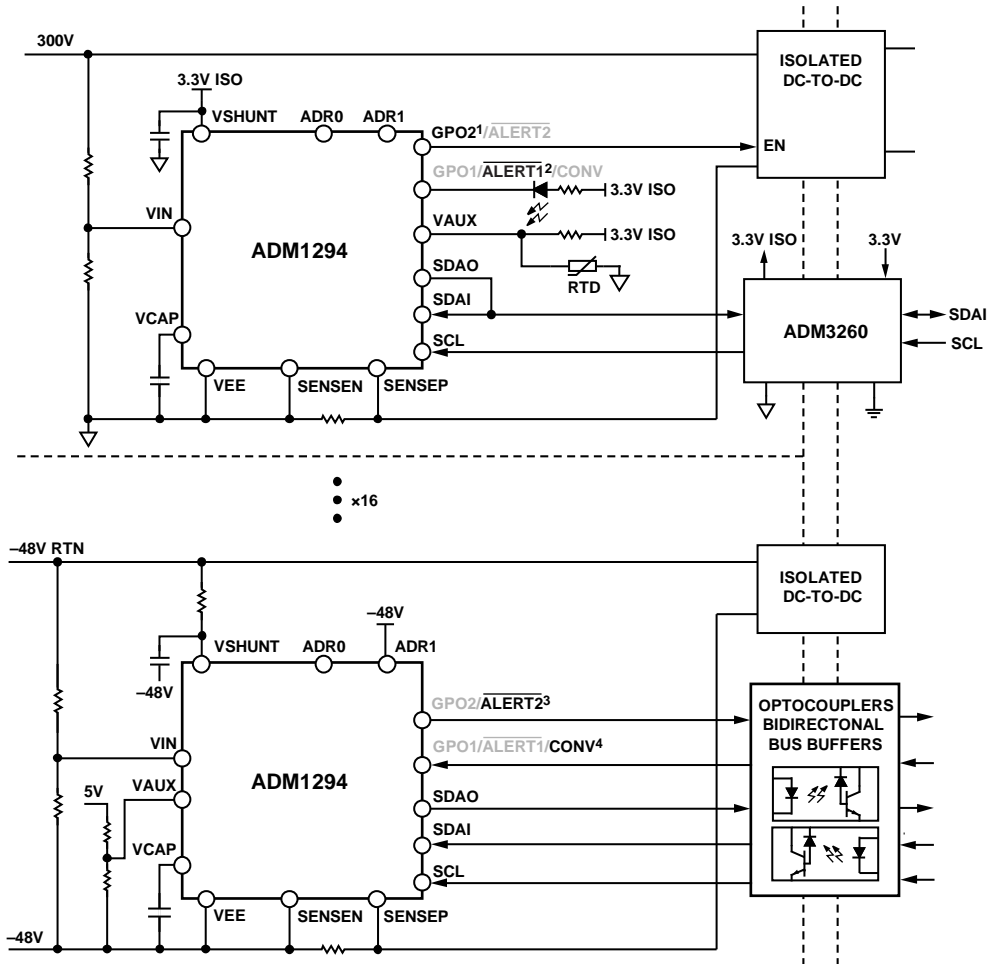 300V
ISOLATED
DC-TO-DC
EN
3.3V ISO
VSHUNT ADR0 ADR1
GPO2¹/ALERT2
GPO1/ALERT1²/CONV
3.3V ISO
VIN
VAUX
3.3V ISO
ADM1294
SDAO
RTD
SDAI
SCL
VCAP
VEE SENSEN SENSEP
3.3V ISO 3.3V
ADM3260
SDAI
SCL
×16
–48V RTN
ISOLATED
DC-TO-DC
–48V
VSHUNT ADR0 ADR1
–48V
GPO2/ALERT2³
GPO1/ALERT1/CONV⁴
VIN
ADM1294
5V
VAUX
SDAO
SDAI
VCAP
SCL
VEE SENSEN SENSEP
–48V
OPTOCOUPLERS
BIDIRECTONAL
BUS BUFFERS